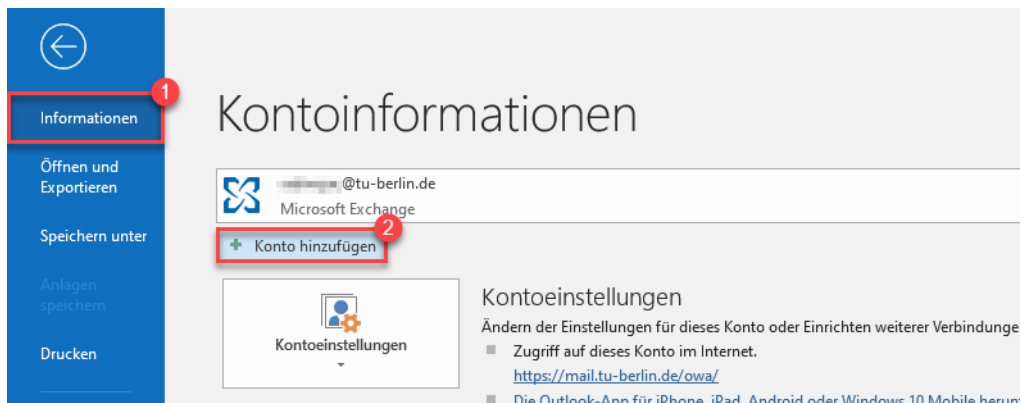 1
Informationen
Kontoinformationen
Öffnen und
Exportieren
@tu-berlin.de
Microsoft Exchange
2
Speichern unter
+ Konto hinzufügen
Anlagen
speichern
Kontoeinstellungen
Ändern der Einstellungen für dieses Konto oder Einrichten weiterer
Kontoeinstellungen
Drucken
Zugriff auf dieses Konto im Internet.
https://mail.tu-berlin.de/owa/
Die Outlook-App für iPhone, iPad, Android oder Windows 10 Mobile